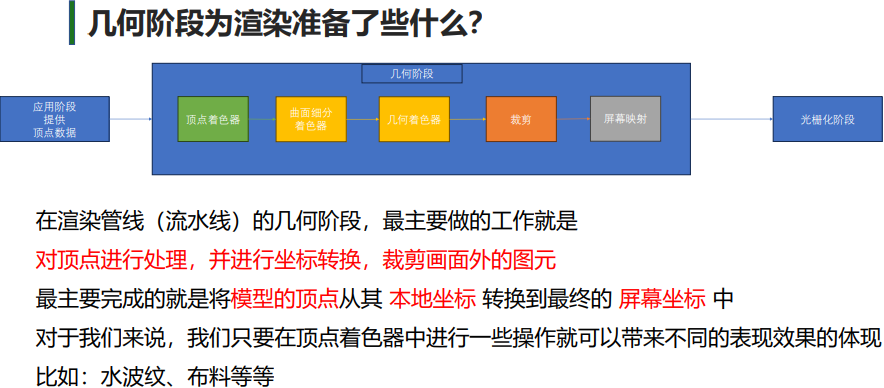 几何阶段为渲染准备了些什么?
几何阶段
应用阶段
提供
顶点数据
顶点着色器
曲面细分
着色器
几何着色器
裁剪
屏幕映射
光栅化阶段
在渲染管线（流水线）的几何阶段，最主要做的工作就是
对顶点进行处理，并进行坐标转换，裁剪画面外的图元
最主要完成的就是将模型的顶点从其 本地坐标 转换到最终的 屏幕坐标 中
对于我们来说，我们只要在顶点着色器中进行一些操作就可以带来不同的表现效果的体现
比如：水波纹、布料等等